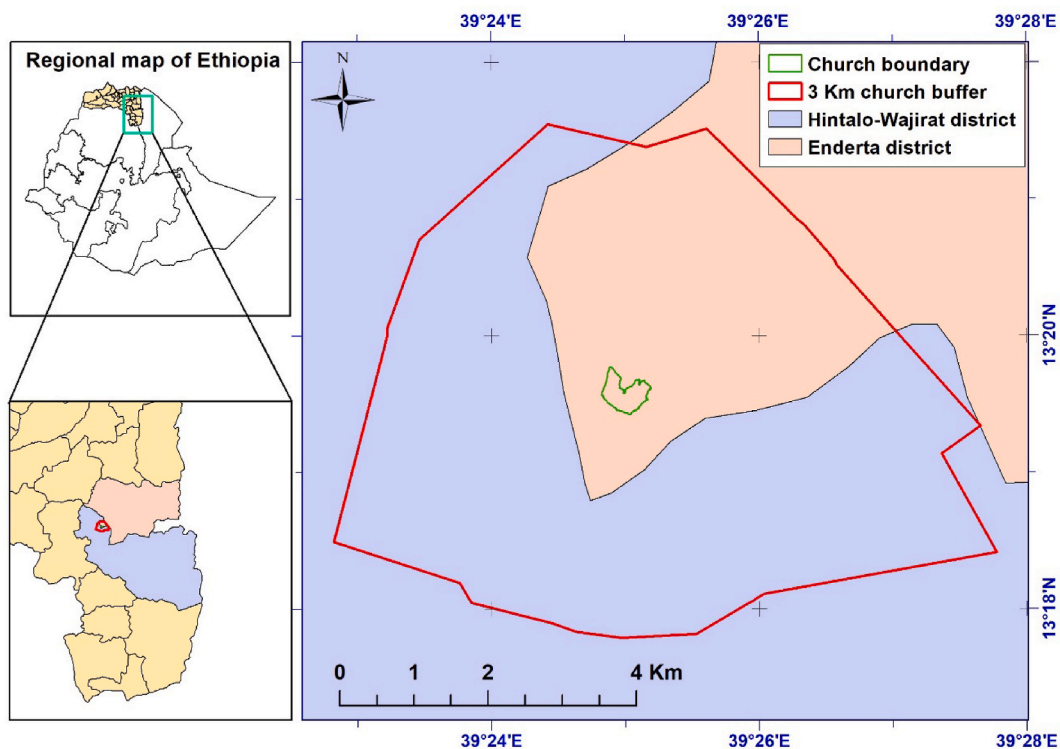 39°24'E 39°26'E 39°28'E
Regional map of Ethiopia
N
Church boundary
3 Km church buffer
Hintalo-Wajirat district
Enderta district
13°20'N
13°18'N
0 1 2 4 Km
39°24'E 39°26'E 39°28'E